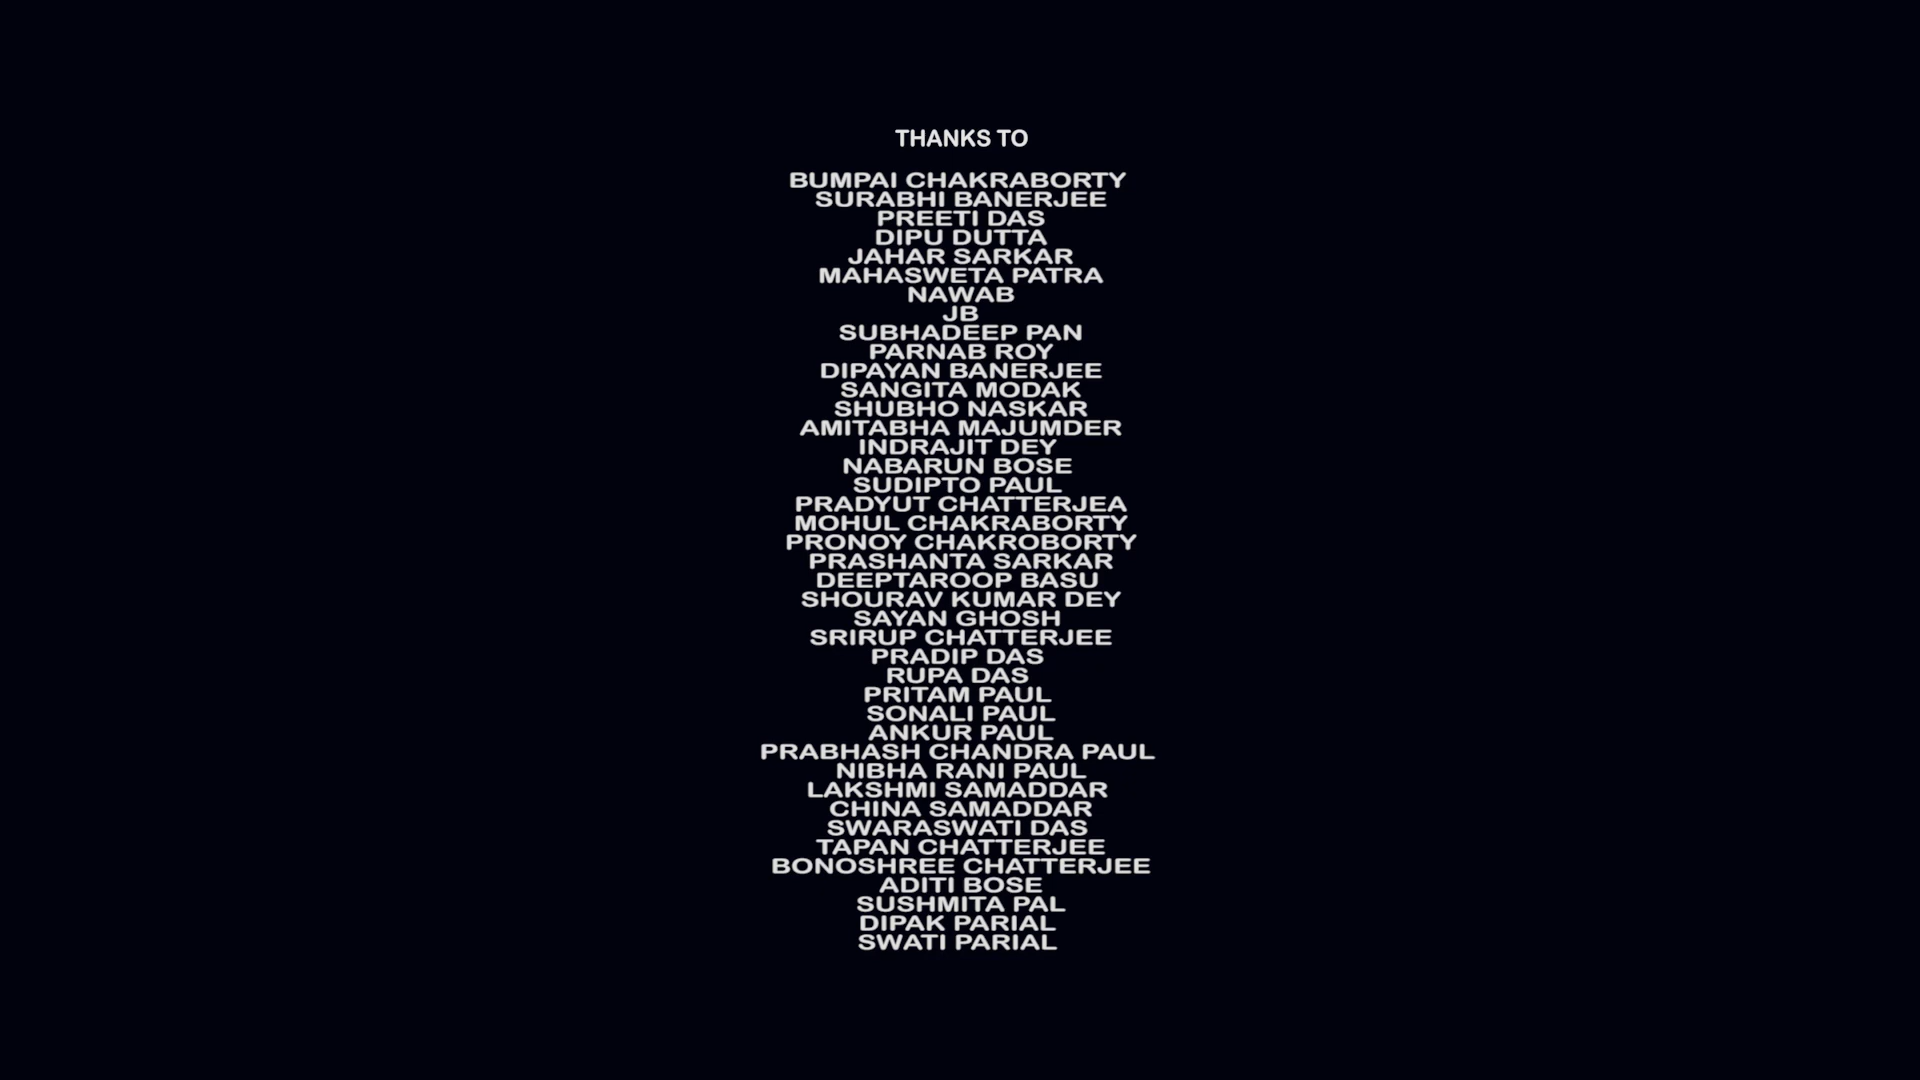 THANKS TO
BUMPAI CHAKRABORTY
SURABHI BANERJEE
PREETI DAS
DIPU DUTTA
JAHAR SARKAR
MAHASWETA PATRA
NAWAB
JB
SUBHADEEP PAN
PARNAB ROY
DIPAYAN BANERJEE
SANGITA MODAK
SHUBHO NASKAR
AMITABHA MAJUMDER
INDRAJIT DEY
NABARUN BOSE
SUDIPTO PAUL
PRADYUT CHATTERJEA
MOHUL CHAKRABORTY
PRONOY CHAKROBORTY
PRASHANTA SARKAR
DEEPTAROOP BASU
SHOURAV KUMAR DEY
SAYAN GHOSH
SRIRUP CHATTERJEE
PRADIP DAS
RUPA DAS
PRITAM PAUL
SONALI PAUL
ANKUR PAUL
PRABHASH CHANDRA PAUL
NIBHA RANI PAUL
LAKSHMI SAMADDAR
CHINA SAMADDAR
SWARASWATI DAS
TAPAN CHATTERJEE
BONOSHREE CHATTERJEE
ADITI BOSE
SUSHMITA PAL
DIPAK PARIAL
SWATI PARIAL